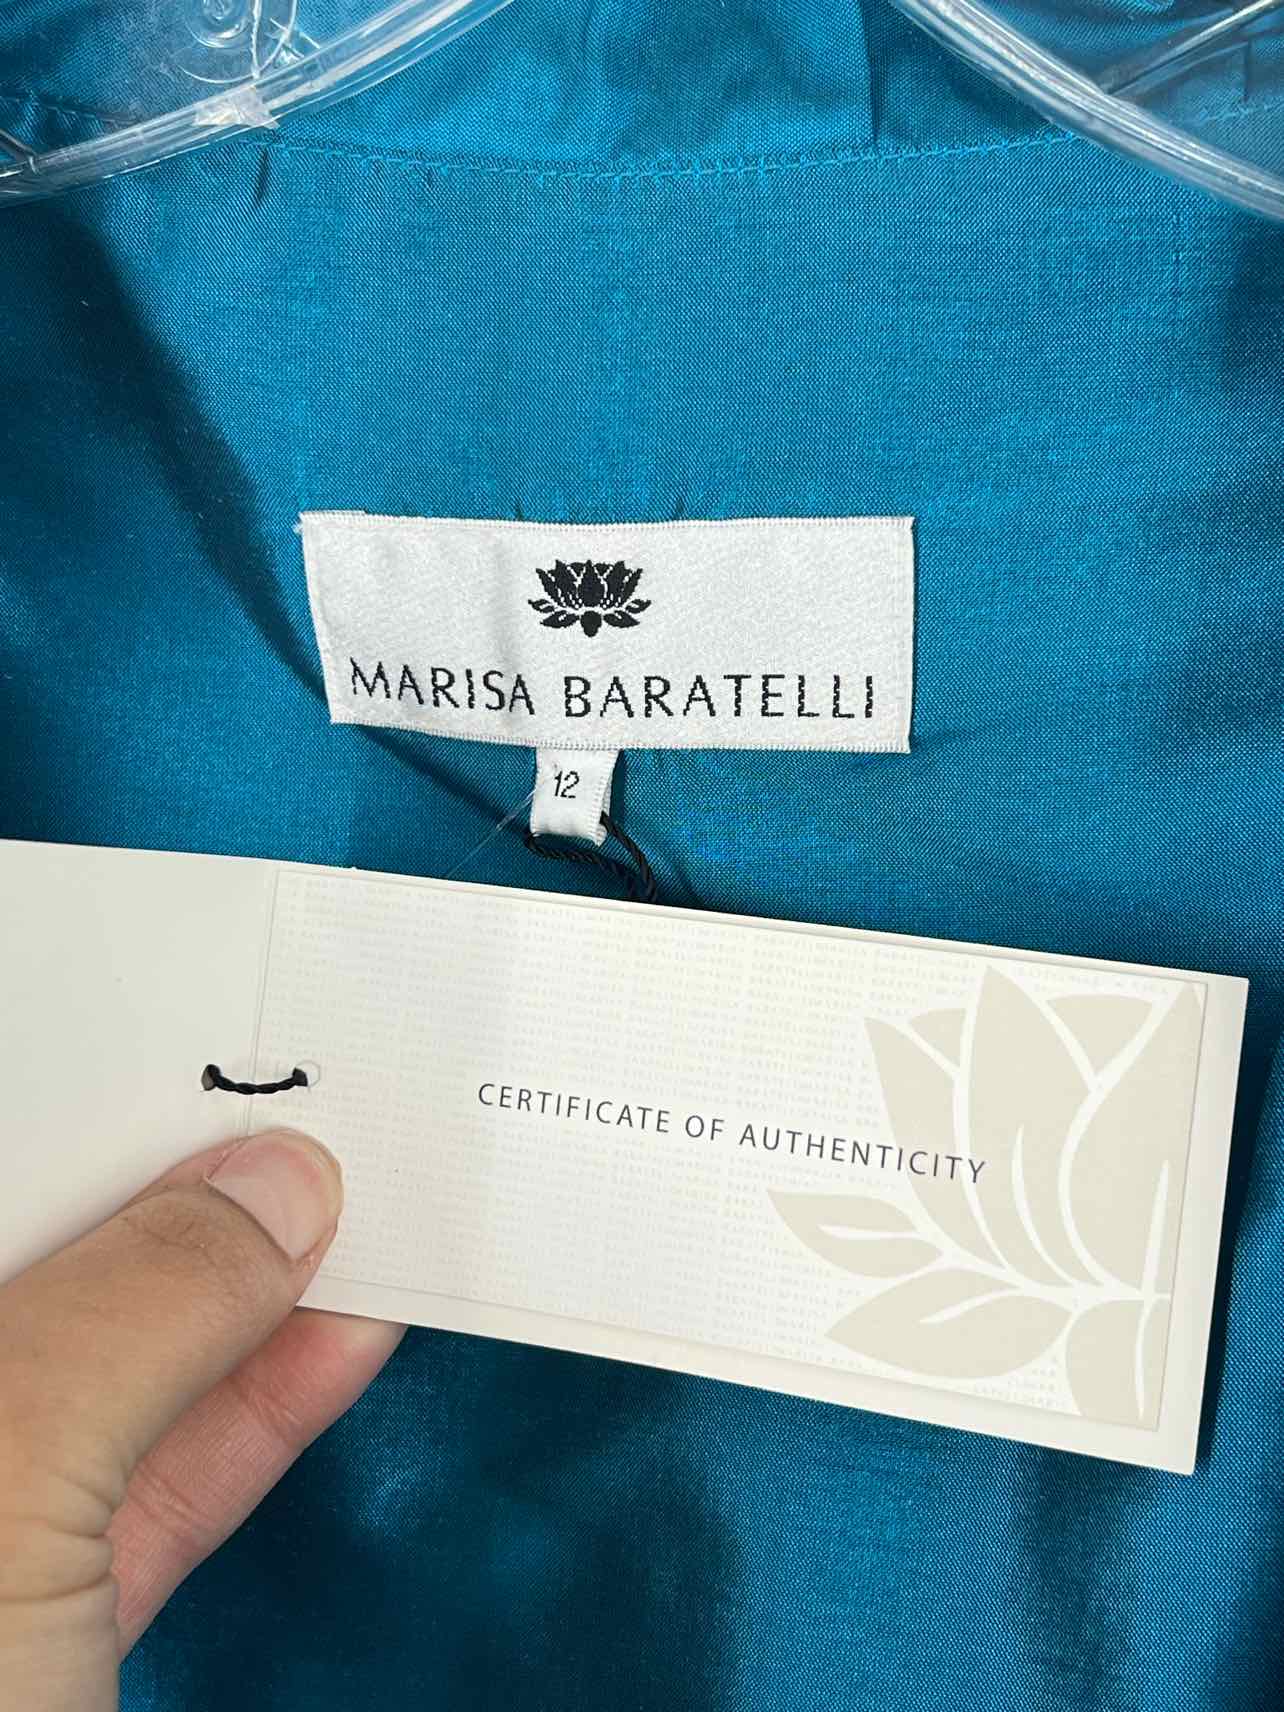 MARISA BARATELLI
12
CERTIFICATE OF AUTHENTICITY